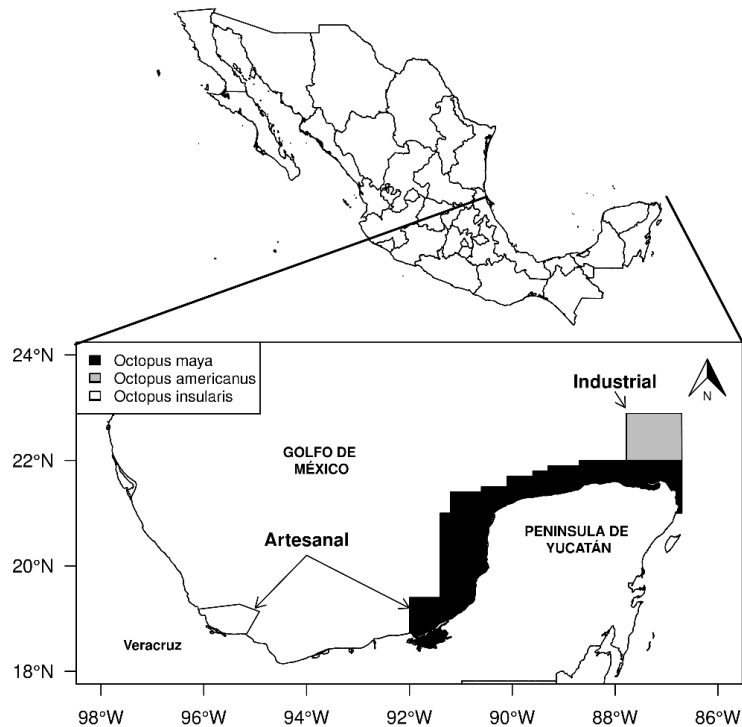 24°N
22°N
20°N
18°N
Octopus maya
Octopus americanus
Octopus insularis
Industrial
N
GOLFO DE
MÉXICO
Artesanal
PENINSULA DE
YUCATÁN
Veracruz
98°W
96°W
94°W
92°W
90°W
88°W
86°W